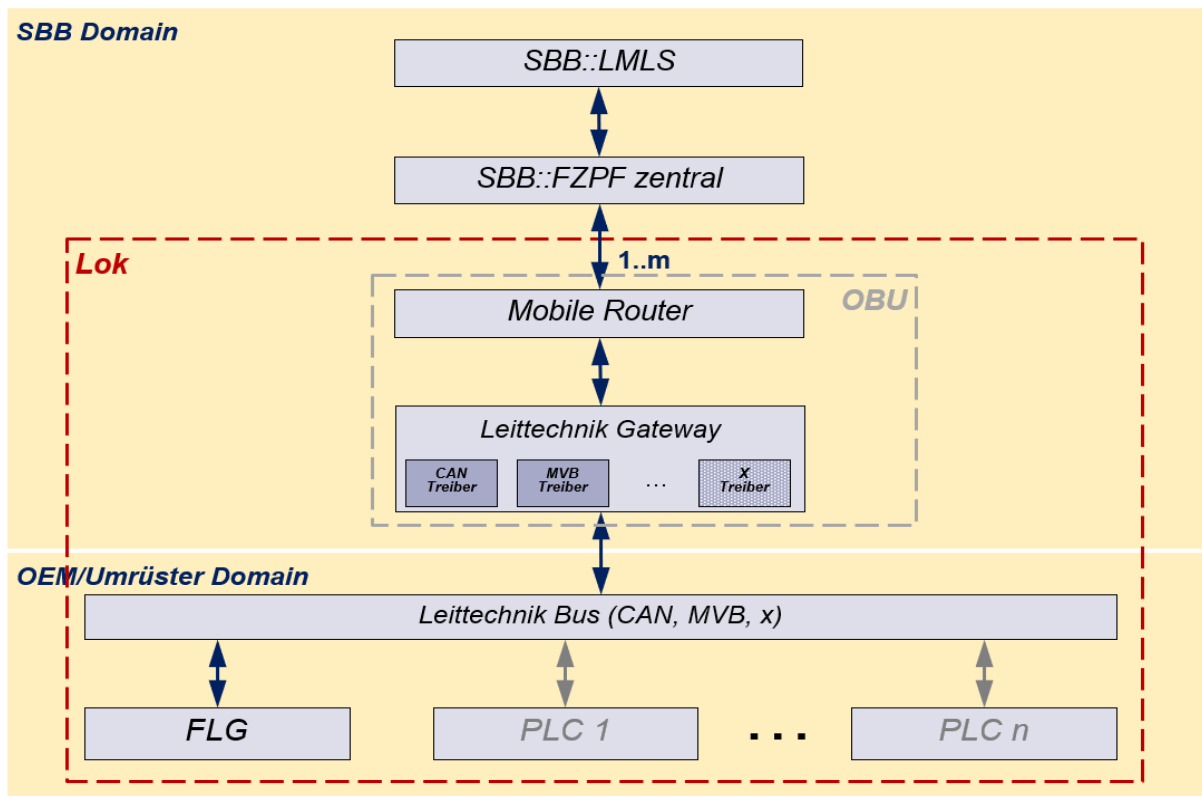 SBB Domain
SBB::LMLS
SBB::FZPF zentral
Lok
1..m
OBU
Mobile Router
Leittechnik Gateway
CAN
Treiber
MVB
Treiber
...
X
Treiber
OEM/Umrüster Domain
Leittechnik Bus (CAN, MVB, x)
FLG
PLC 1
...
PLC n